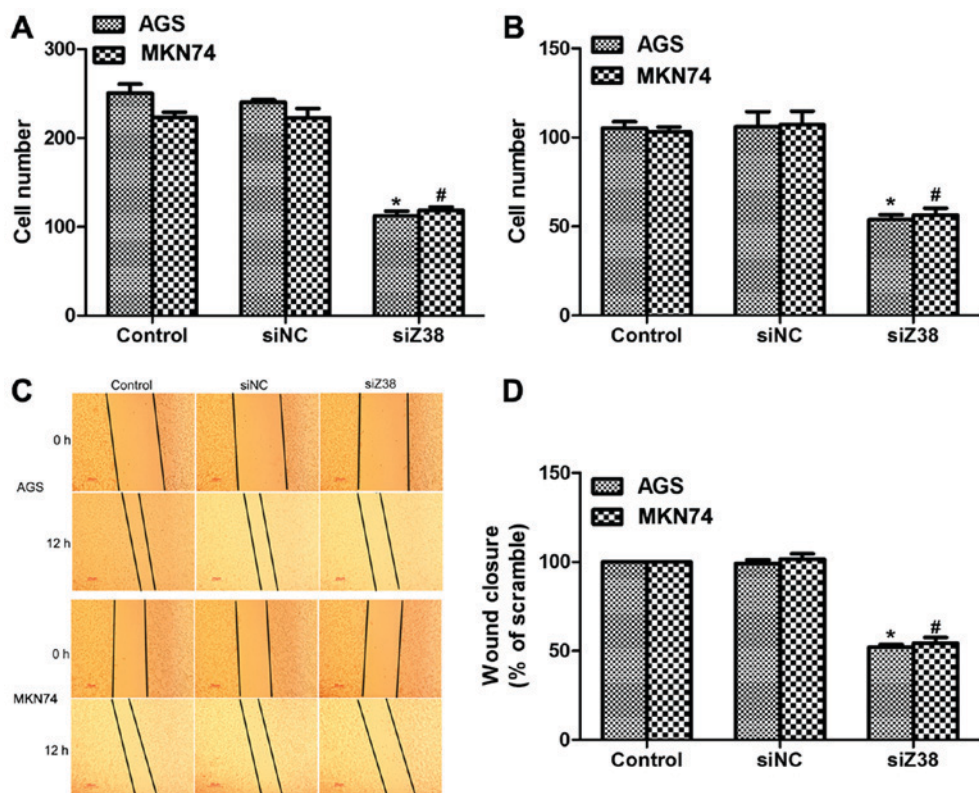 A
AGS
MKN74
Cell number
300
200
100
0
Control
siNC
siZ38
*
#
B
AGS
MKN74
Cell number
150
100
50
0
Control
siNC
siZ38
*
#
C
Control
siNC
siZ38
0 h
AGS
12 h
0 h
MKN74
12 h
D
AGS
MKN74
Wound closure
(% of scramble)
150
100
50
0
Control
siNC
siZ38
*
#